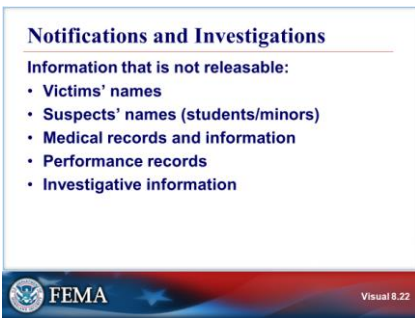 Notifications and Investigations
Information that is not releasable:
• Victims' names
• Suspects' names (students/minors)
• Medical records and information
• Performance records
• Investigative information
FEMA
Visual 8.22